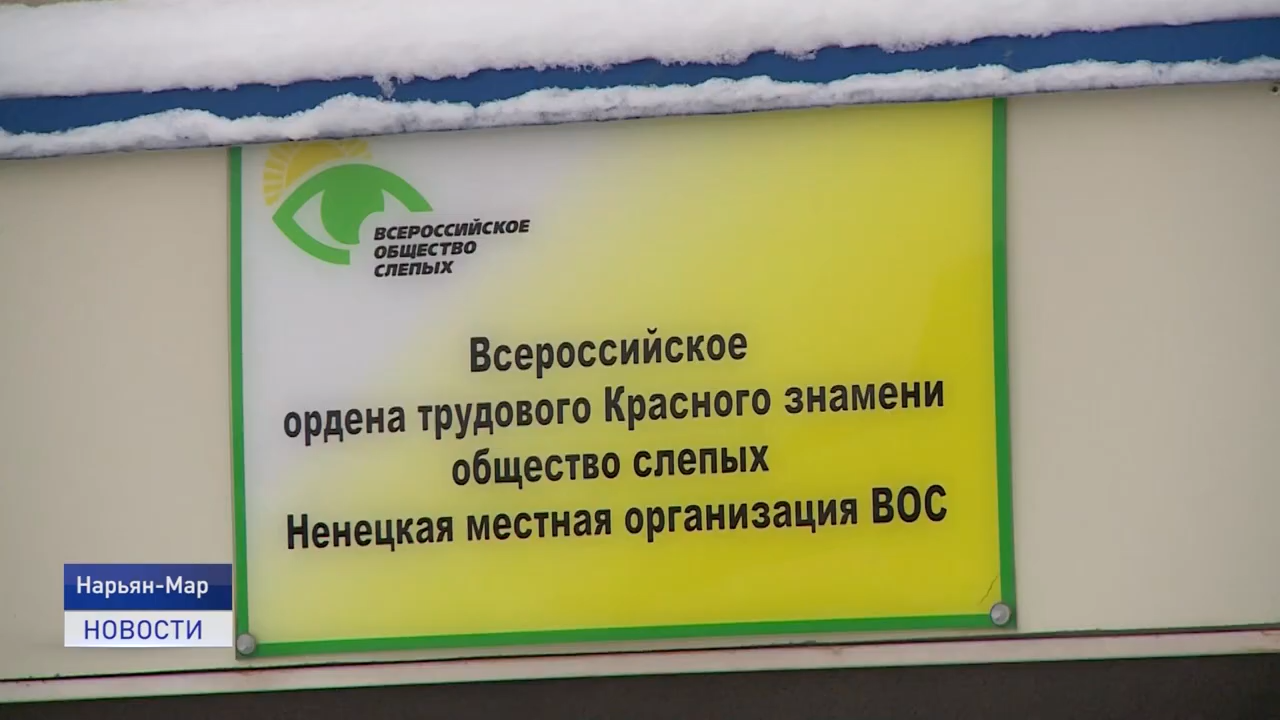 ВСЕРОССИЙСКОЕ
ОБЩЕСТВО
СЛЕПЫХ
Всероссийское
ордена трудового Красного знамени
общество слепых
Ненецкая местная организация ВОС
Нарьян-Мар
НОВОСТИ